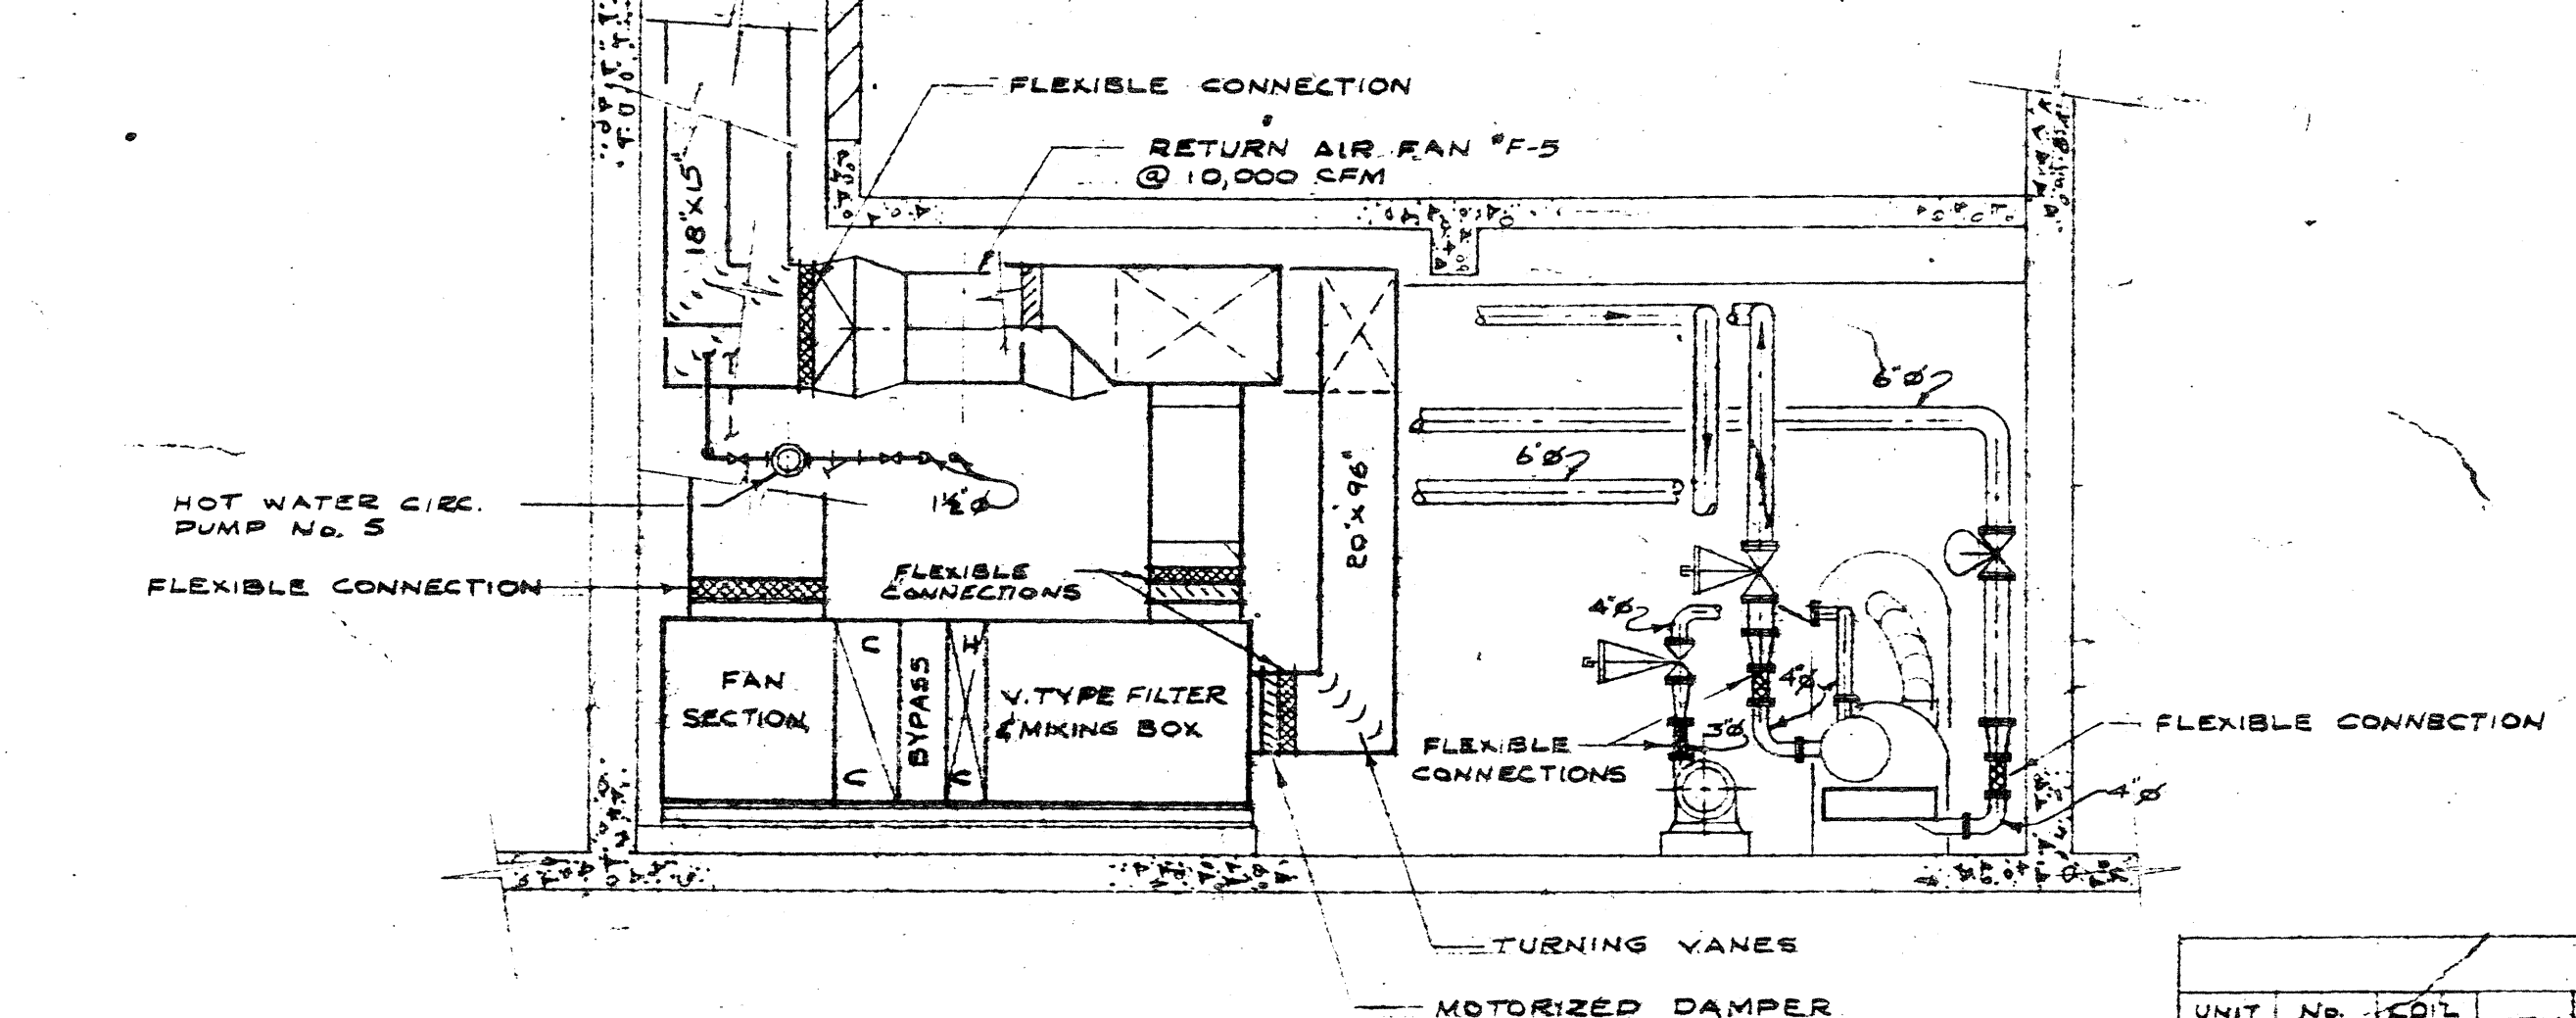 FLEXIBLE CONNECTION
RETURN AIR FAN #F-5
@ 10,000 CFM
18"X15"
6"Ø
6"Ø
20"X96"
HOT WATER CIRC.
PUMP No. 5
1½"Ø
FLEXIBLE CONNECTION
FLEXIBLE
CONNECTIONS
4"Ø
FAN
SECTION
C
C
BYPASS
H
C
V. TYPE FILTER
& MIXING BOX
4"Ø
3"Ø
FLEXIBLE
CONNECTIONS
FLEXIBLE CONNECTION
4"Ø
TURNING VANES
MOTORIZED DAMPER
UNIT No. COIL